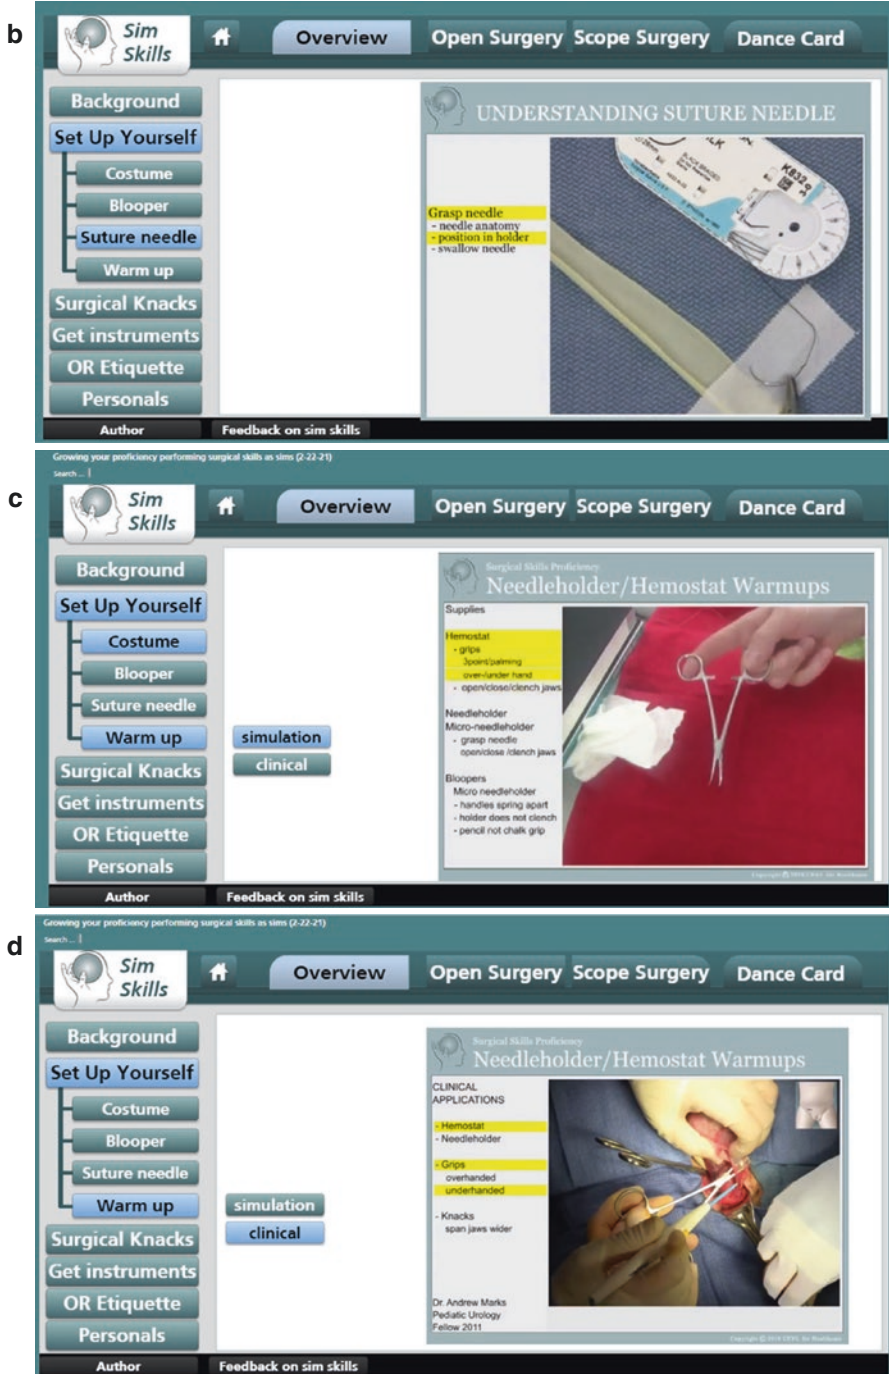 b
Sim
Skills
Overview
Open Surgery
Scope Surgery
Dance Card
Background
Set Up Yourself
Costume
Blooper
Suture needle
Warm up
Surgical Knacks
Get instruments
OR Etiquette
Personals
UNDERSTANDING SUTURE NEEDLE
Grasp needle
- needle anatomy
- position in holder
- swallow needle
BLACK BRAIDED
K832
Author
Feedback on sim skills
c
Growing your proficiency performing surgical skills as sims (2-22-21)
Search ...
Sim
Skills
Overview
Open Surgery
Scope Surgery
Dance Card
Background
Set Up Yourself
Costume
Blooper
Suture needle
Warm up
Surgical Knacks
Get instruments
OR Etiquette
Personals
simulation
clinical
Surgical Skills Proficiency
Needleholder/Hemostat Warmups
Supplies
Hemostat
- grips
3point/palming
over-/under hand
- open/close/clench jaws
Needleholder
Micro-needleholder
- grasp needle
open/close /clench jaws
Bloopers
Micro needleholder
- handles spring apart
- holder does not clench
- pencil not chalk grip
Author
Feedback on sim skills
d
Growing your proficiency performing surgical skills as sims (2-22-21)
Search ...
Sim
Skills
Overview
Open Surgery
Scope Surgery
Dance Card
Background
Set Up Yourself
Costume
Blooper
Suture needle
Warm up
Surgical Knacks
Get instruments
OR Etiquette
Personals
simulation
clinical
Surgical Skills Proficiency
Needleholder/Hemostat Warmups
CLINICAL
APPLICATIONS
- Hemostat
- Needleholder
- Grips
overhanded
underhanded
- Knacks
span jaws wider
Dr. Andrew Marks
Pediatic Urology
Fellow 2011
Author
Feedback on sim skills